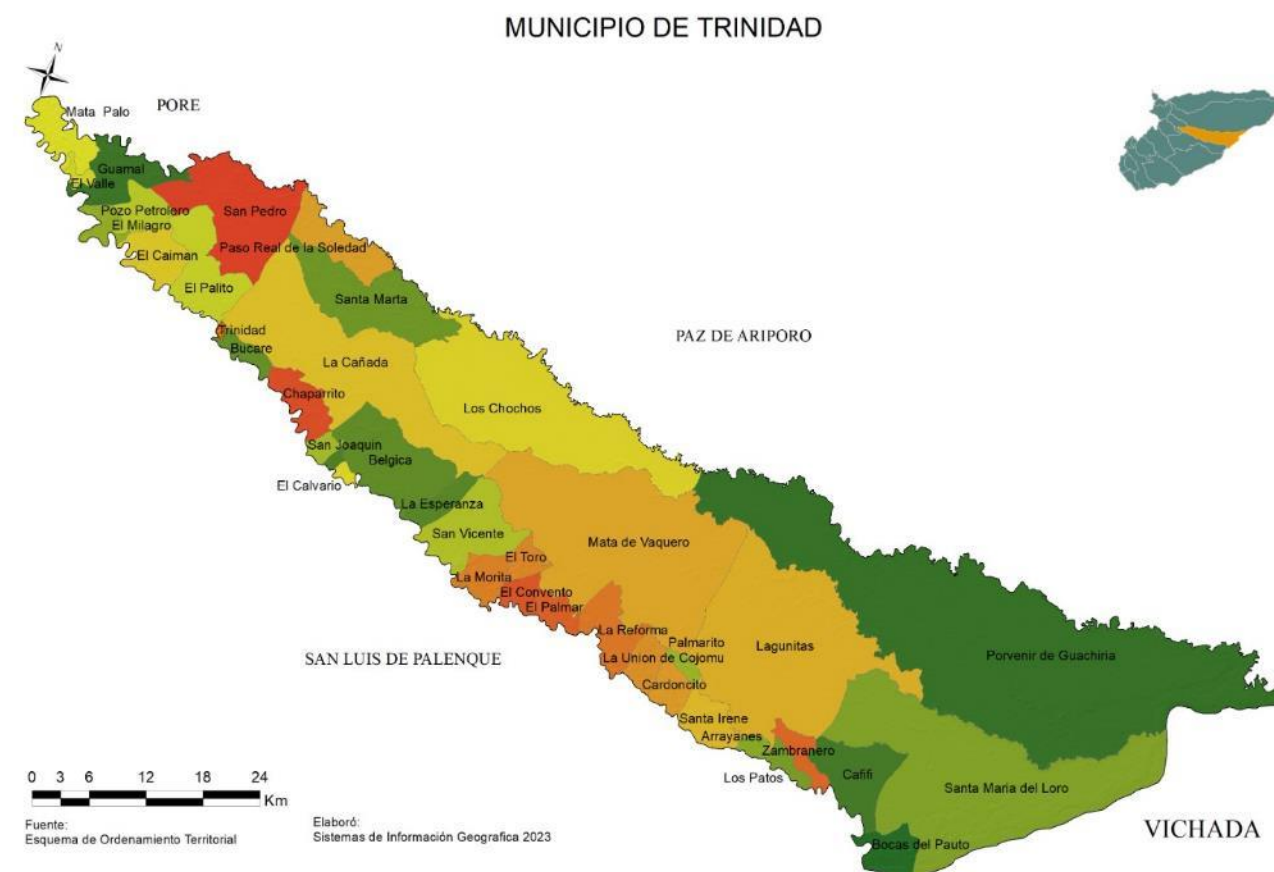 MUNICIPIO DE TRINIDAD
N
PORE
Mata Palo
Guamal
El Valle
Pozo Petrolero
San Pedro
El Milagro
Paso Real de la Soledad
El Caiman
El Palito
Santa Marta
Trinidad
Bucare
PAZ DE ARIPORO
La Cañada
Chaparrito
Los Chochos
San Joaquin
Belgica
El Calvario
La Esperanza
San Vicente
Mata de Vaquero
El Toro
La Morita
El Convento
El Palmar
La Reforma
Palmarito
Lagunitas
SAN LUIS DE PALENQUE
La Union de Cojomu
Porvenir de Guachiria
Cardoncito
Santa Irene
Arrayanes
Zambranero
Los Patos
Cafifi
Santa Maria del Loro
Bocas del Pauto
VICHADA
0 3 6 12 18 24
Km
Fuente:
Esquema de Ordenamiento Territorial
Elaboró:
Sistemas de Información Geografica 2023